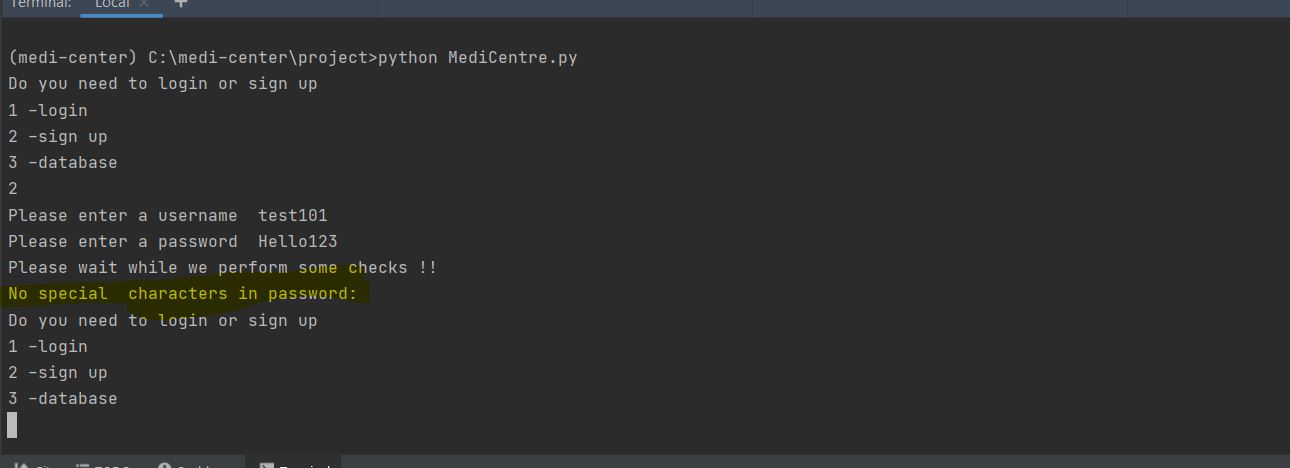 Terminal: Local × +
(medi-center) C:\medi-center\project>python MediCentre.py
Do you need to login or sign up
1 -login
2 -sign up
3 -database
2
Please enter a username  test101
Please enter a password  Hello123
Please wait while we perform some checks !!
No special  characters in password:
Do you need to login or sign up
1 -login
2 -sign up
3 -database